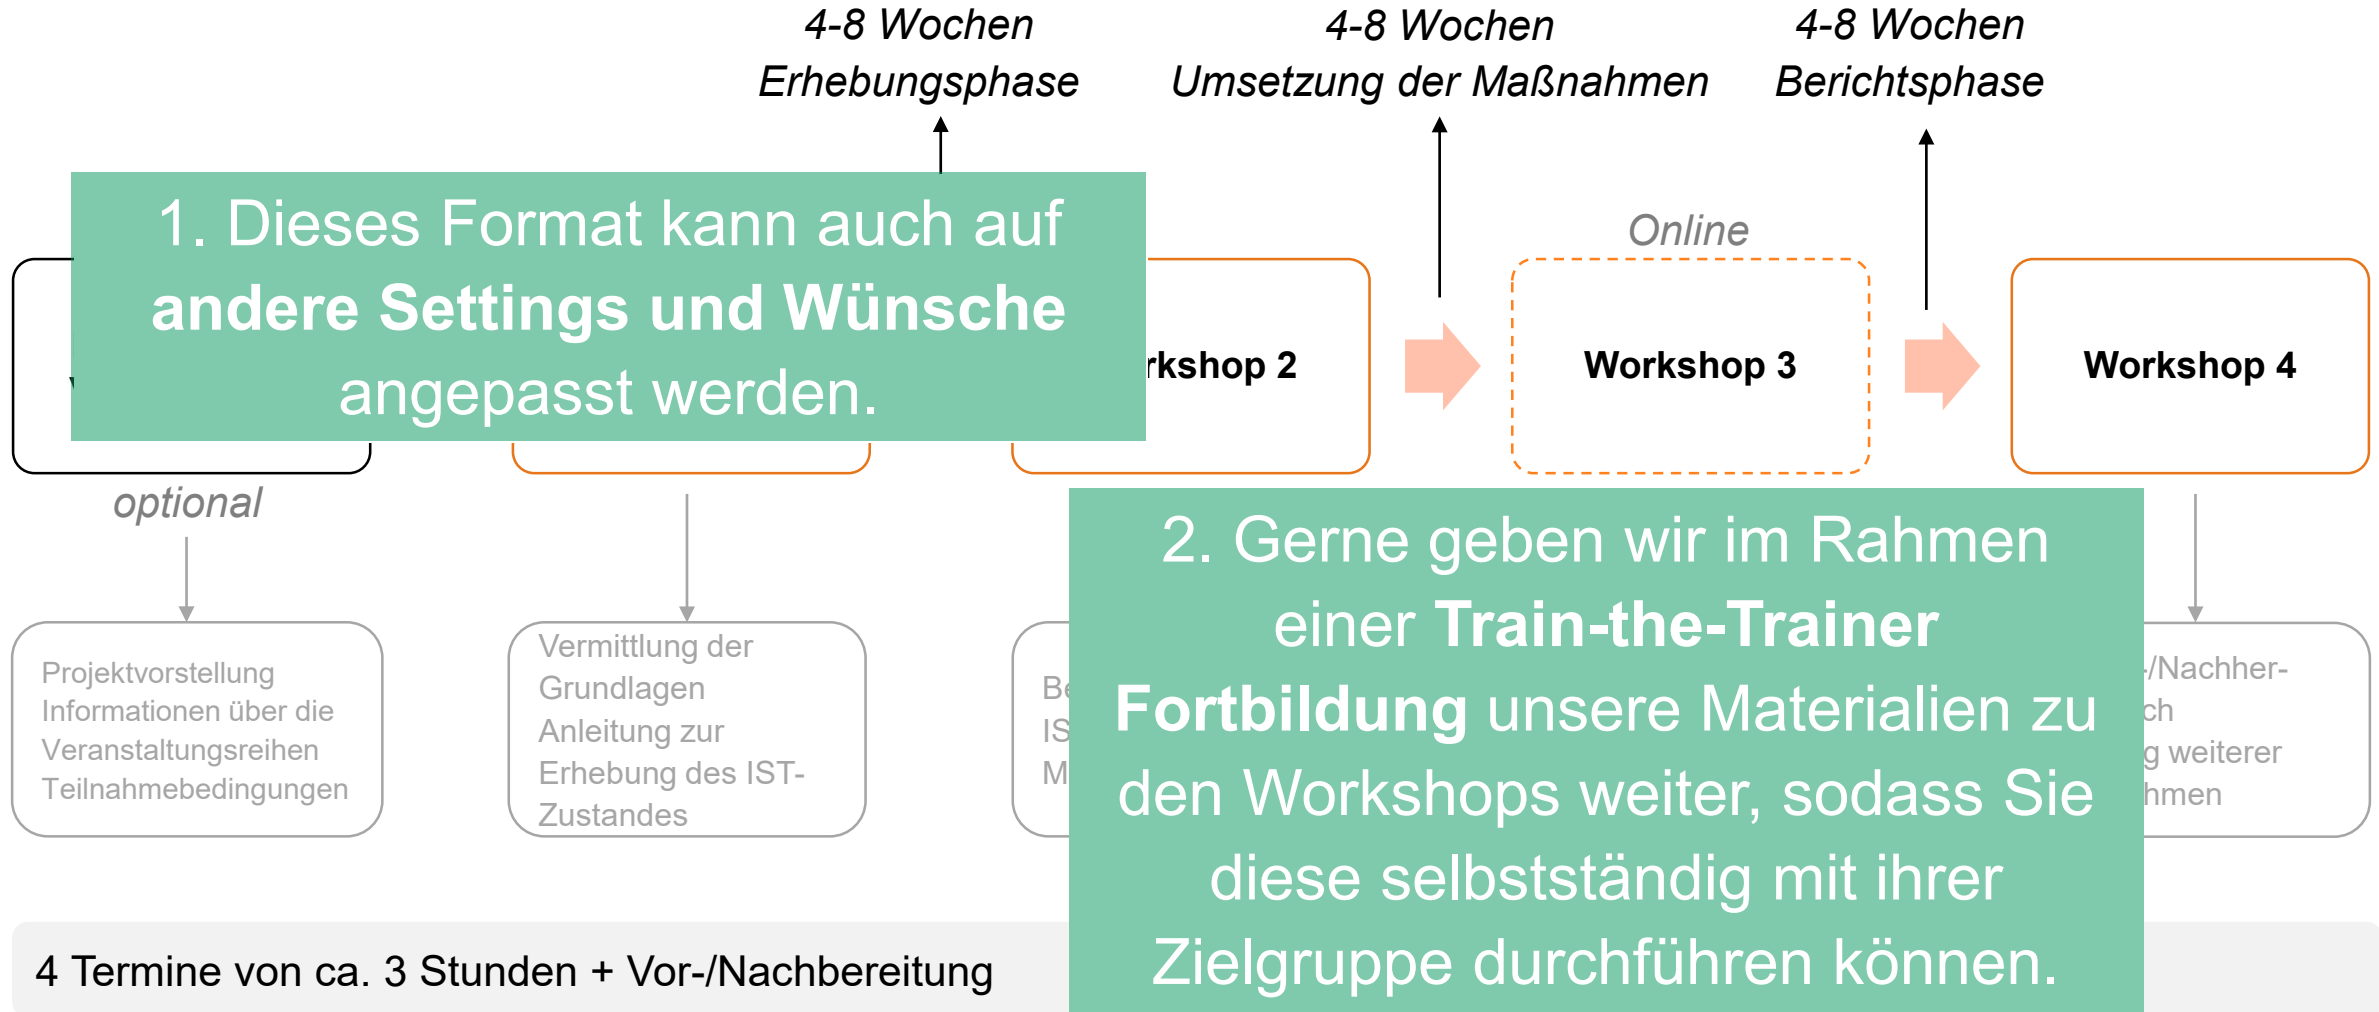 4-8 Wochen
Erhebungsphase
4-8 Wochen
Umsetzung der Maßnahmen
4-8 Wochen
Berichtsphase
1. Dieses Format kann auch auf
andere Settings und Wünsche
angepasst werden.
Online
rkshop 2
Workshop 3
Workshop 4
optional
Projektvorstellung
Informationen über die
Veranstaltungsreihen
Teilnahmebedingungen
Vermittlung der
Grundlagen
Anleitung zur
Erhebung des IST-
Zustandes
2. Gerne geben wir im Rahmen
einer Train-the-Trainer
Fortbildung unsere Materialien zu
den Workshops weiter, sodass Sie
diese selbstständig mit ihrer
Zielgruppe durchführen können.
-/Nachher-
ch
g weiterer
hmen
4 Termine von ca. 3 Stunden + Vor-/Nachbereitung